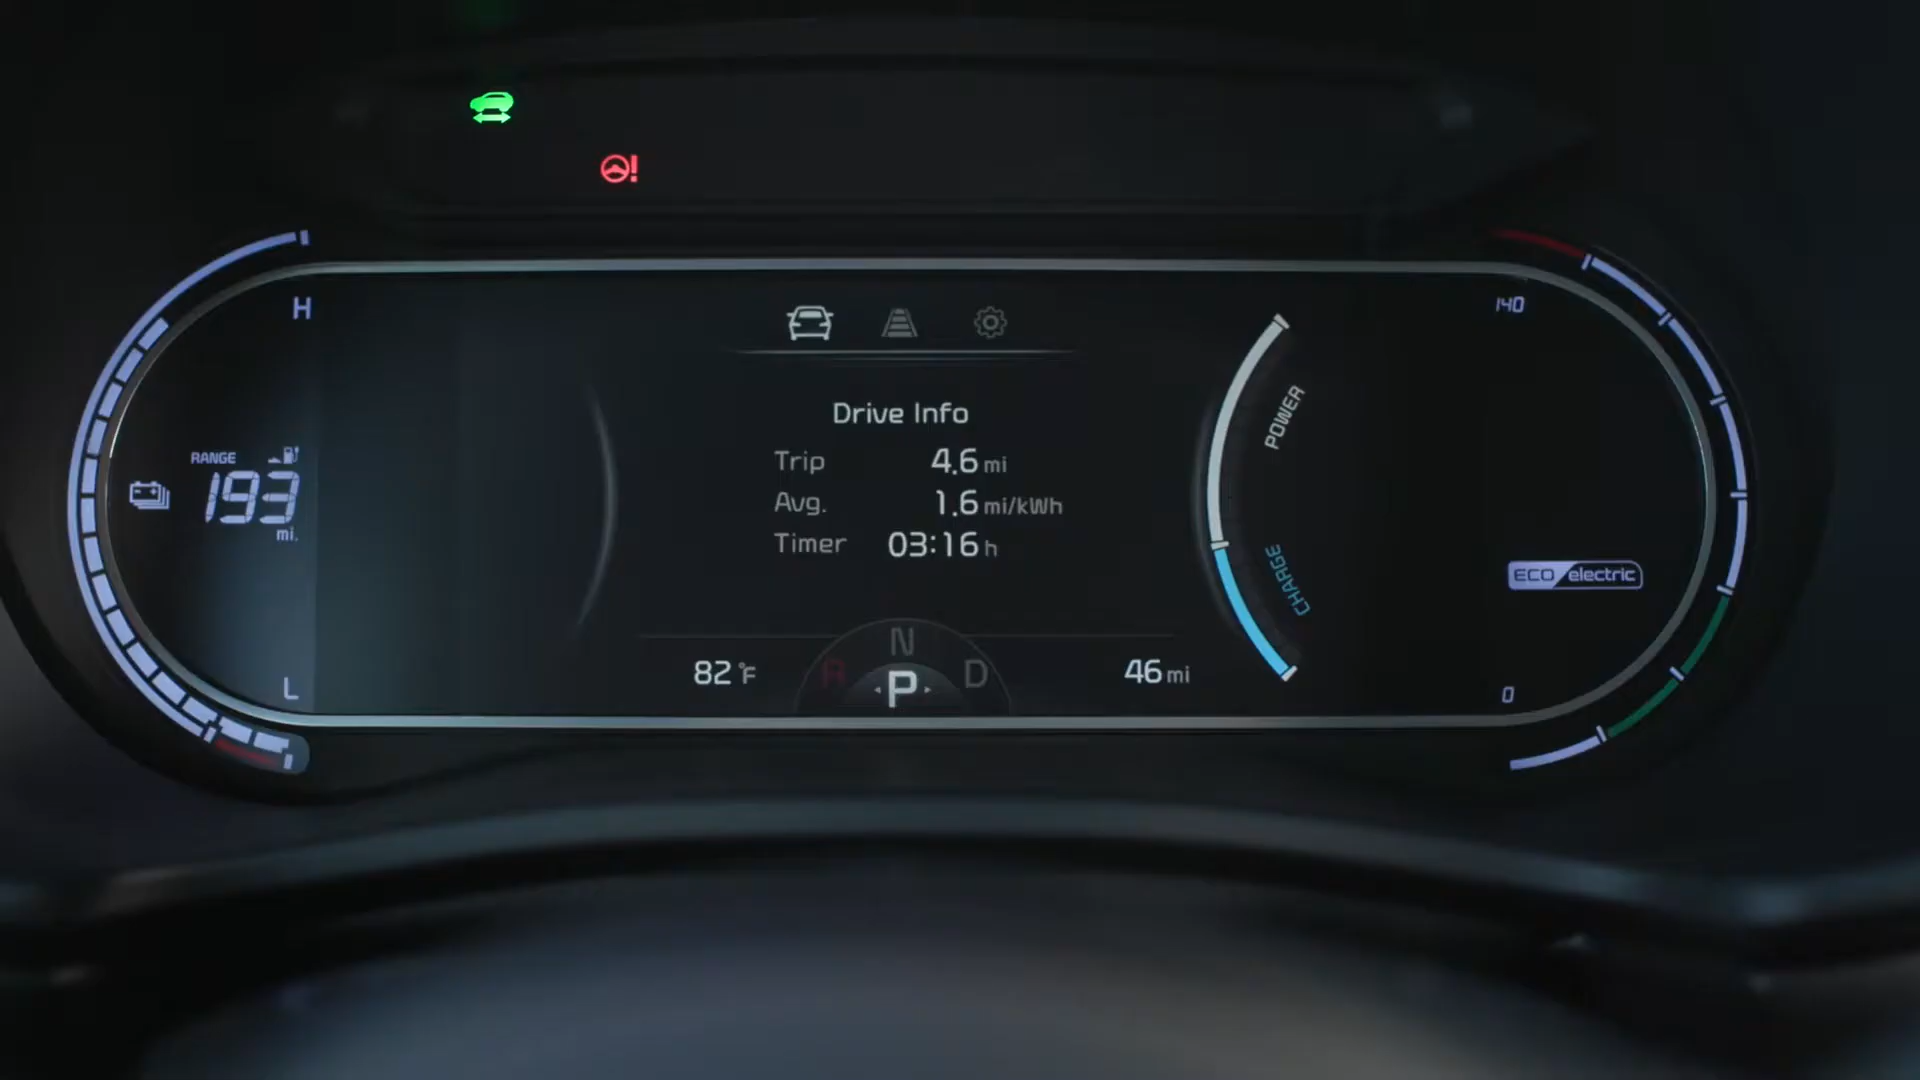 H
140
Drive Info
POWER
RANGE
193
mi.
Trip 4.6 mi
Avg. 1.6 mi/kWh
Timer 03:16 h
CHARGE
ECO electric
N
R
D
P
82 °F
46 mi
L
0